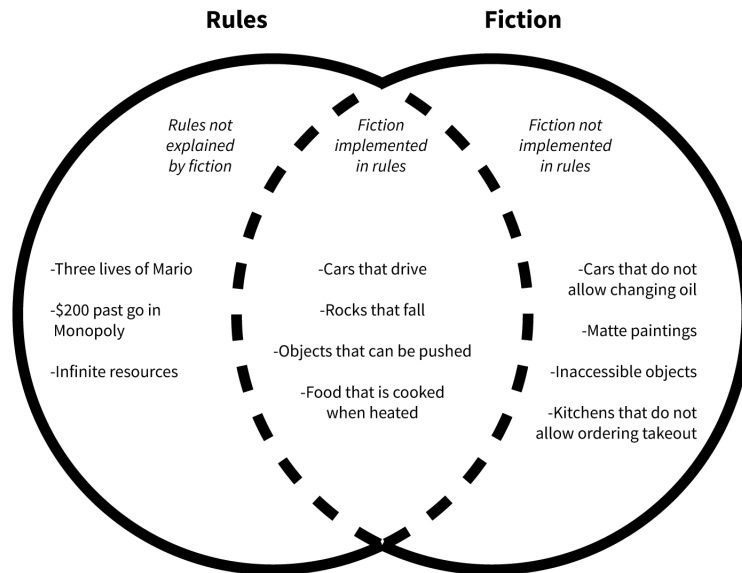 Rules
Fiction
Rules not
explained
by fiction
Fiction
implemented
in rules
Fiction not
implemented
in rules
-Three lives of Mario
-$200 past go in
Monopoly
-Infinite resources
-Cars that drive
-Rocks that fall
-Objects that can be pushed
-Food that is cooked
when heated
-Cars that do not
allow changing oil
-Matte paintings
-Inaccessible objects
-Kitchens that do not
allow ordering takeout